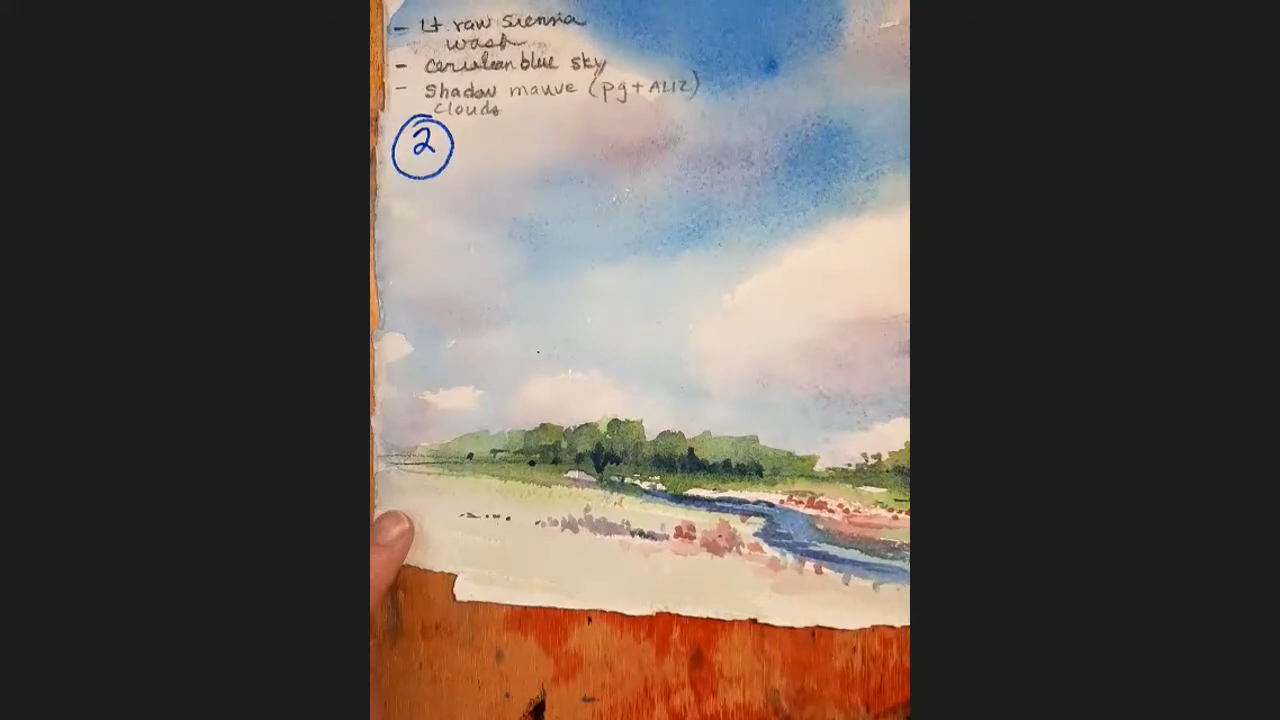 - Lt. raw sienna
wash
- cerulean blue sky
- Shadow mauve (pg + ALIZ)
clouds
2